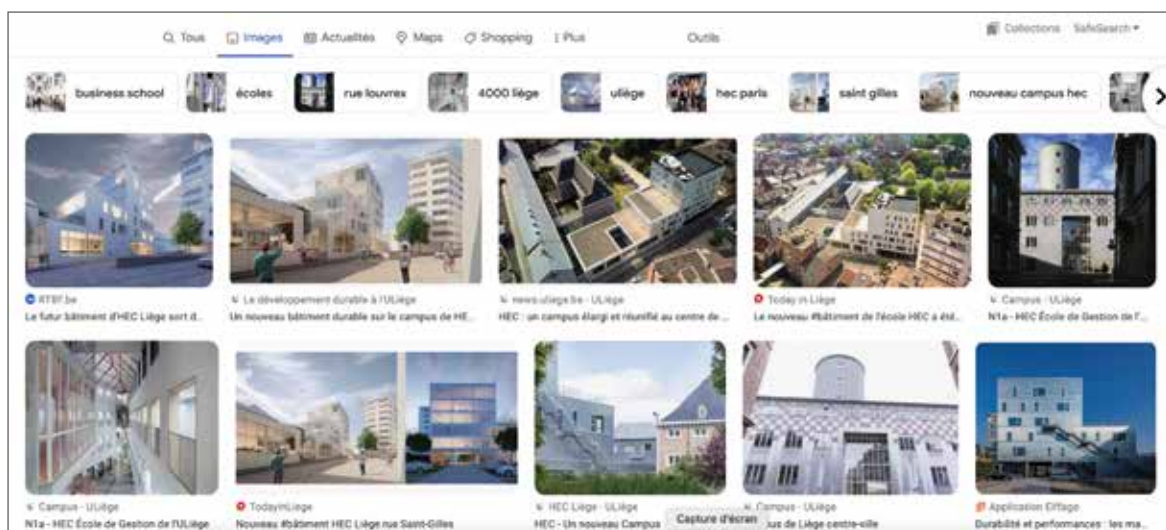 Tous Images Actualités Maps Shopping Plus Outils Collections SafeSearch
business school écoles rue louvrex 4000 liège uliège hec paris saint gilles nouveau campus hec
RTBF.be Le développement durable à l'ULiège news.uliege.be - ULiège Today in Liège Campus - ULiège
Le futur bâtiment d'HEC Liège sort d... Un nouveau bâtiment durable sur le campus de HE... HEC : un campus élargi et réunifié au centre de ... Le nouveau #bâtiment de l'école HEC a été... N1a - HEC École de Gestion de l'...
Campus - ULiège TodayinLiege HEC Liège - ULiège Campus - ULiège Application Eiffage
N1a - HEC École de Gestion de l'ULiège Nouveau #bâtiment HEC Liège rue Saint-Gilles HEC - Un nouveau Campus Capture d'écran pus de Liège centre-ville Durabilité et performances : les ma...